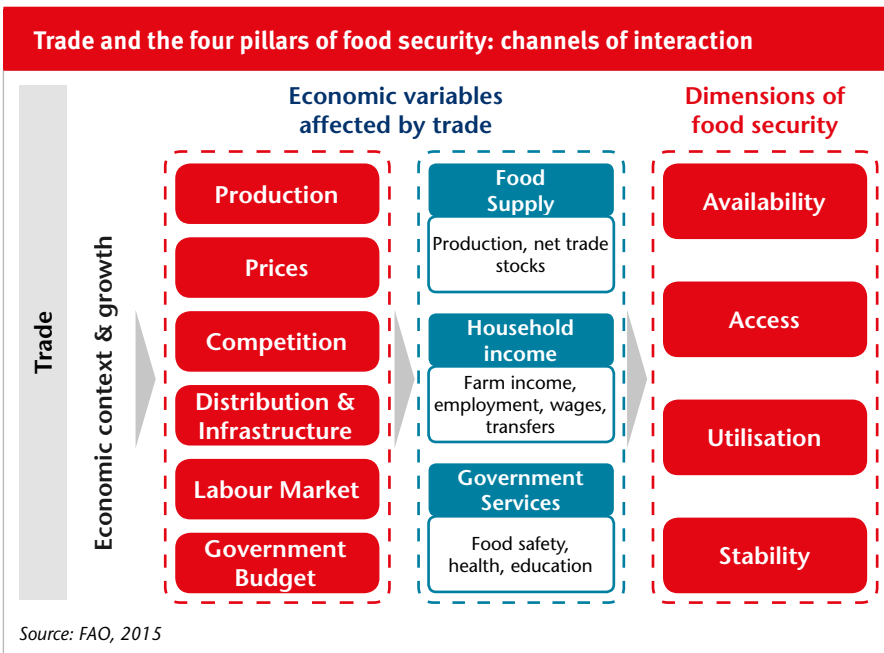 Trade and the four pillars of food security: channels of interaction
Trade
Economic context & growth
Economic variables
affected by trade
Production
Prices
Competition
Distribution &
Infrastructure
Labour Market
Government
Budget
Food
Supply
Production, net trade
stocks
Household
income
Farm income,
employment, wages,
transfers
Government
Services
Food safety,
health, education
Dimensions of
food security
Availability
Access
Utilisation
Stability
Source: FAO, 2015